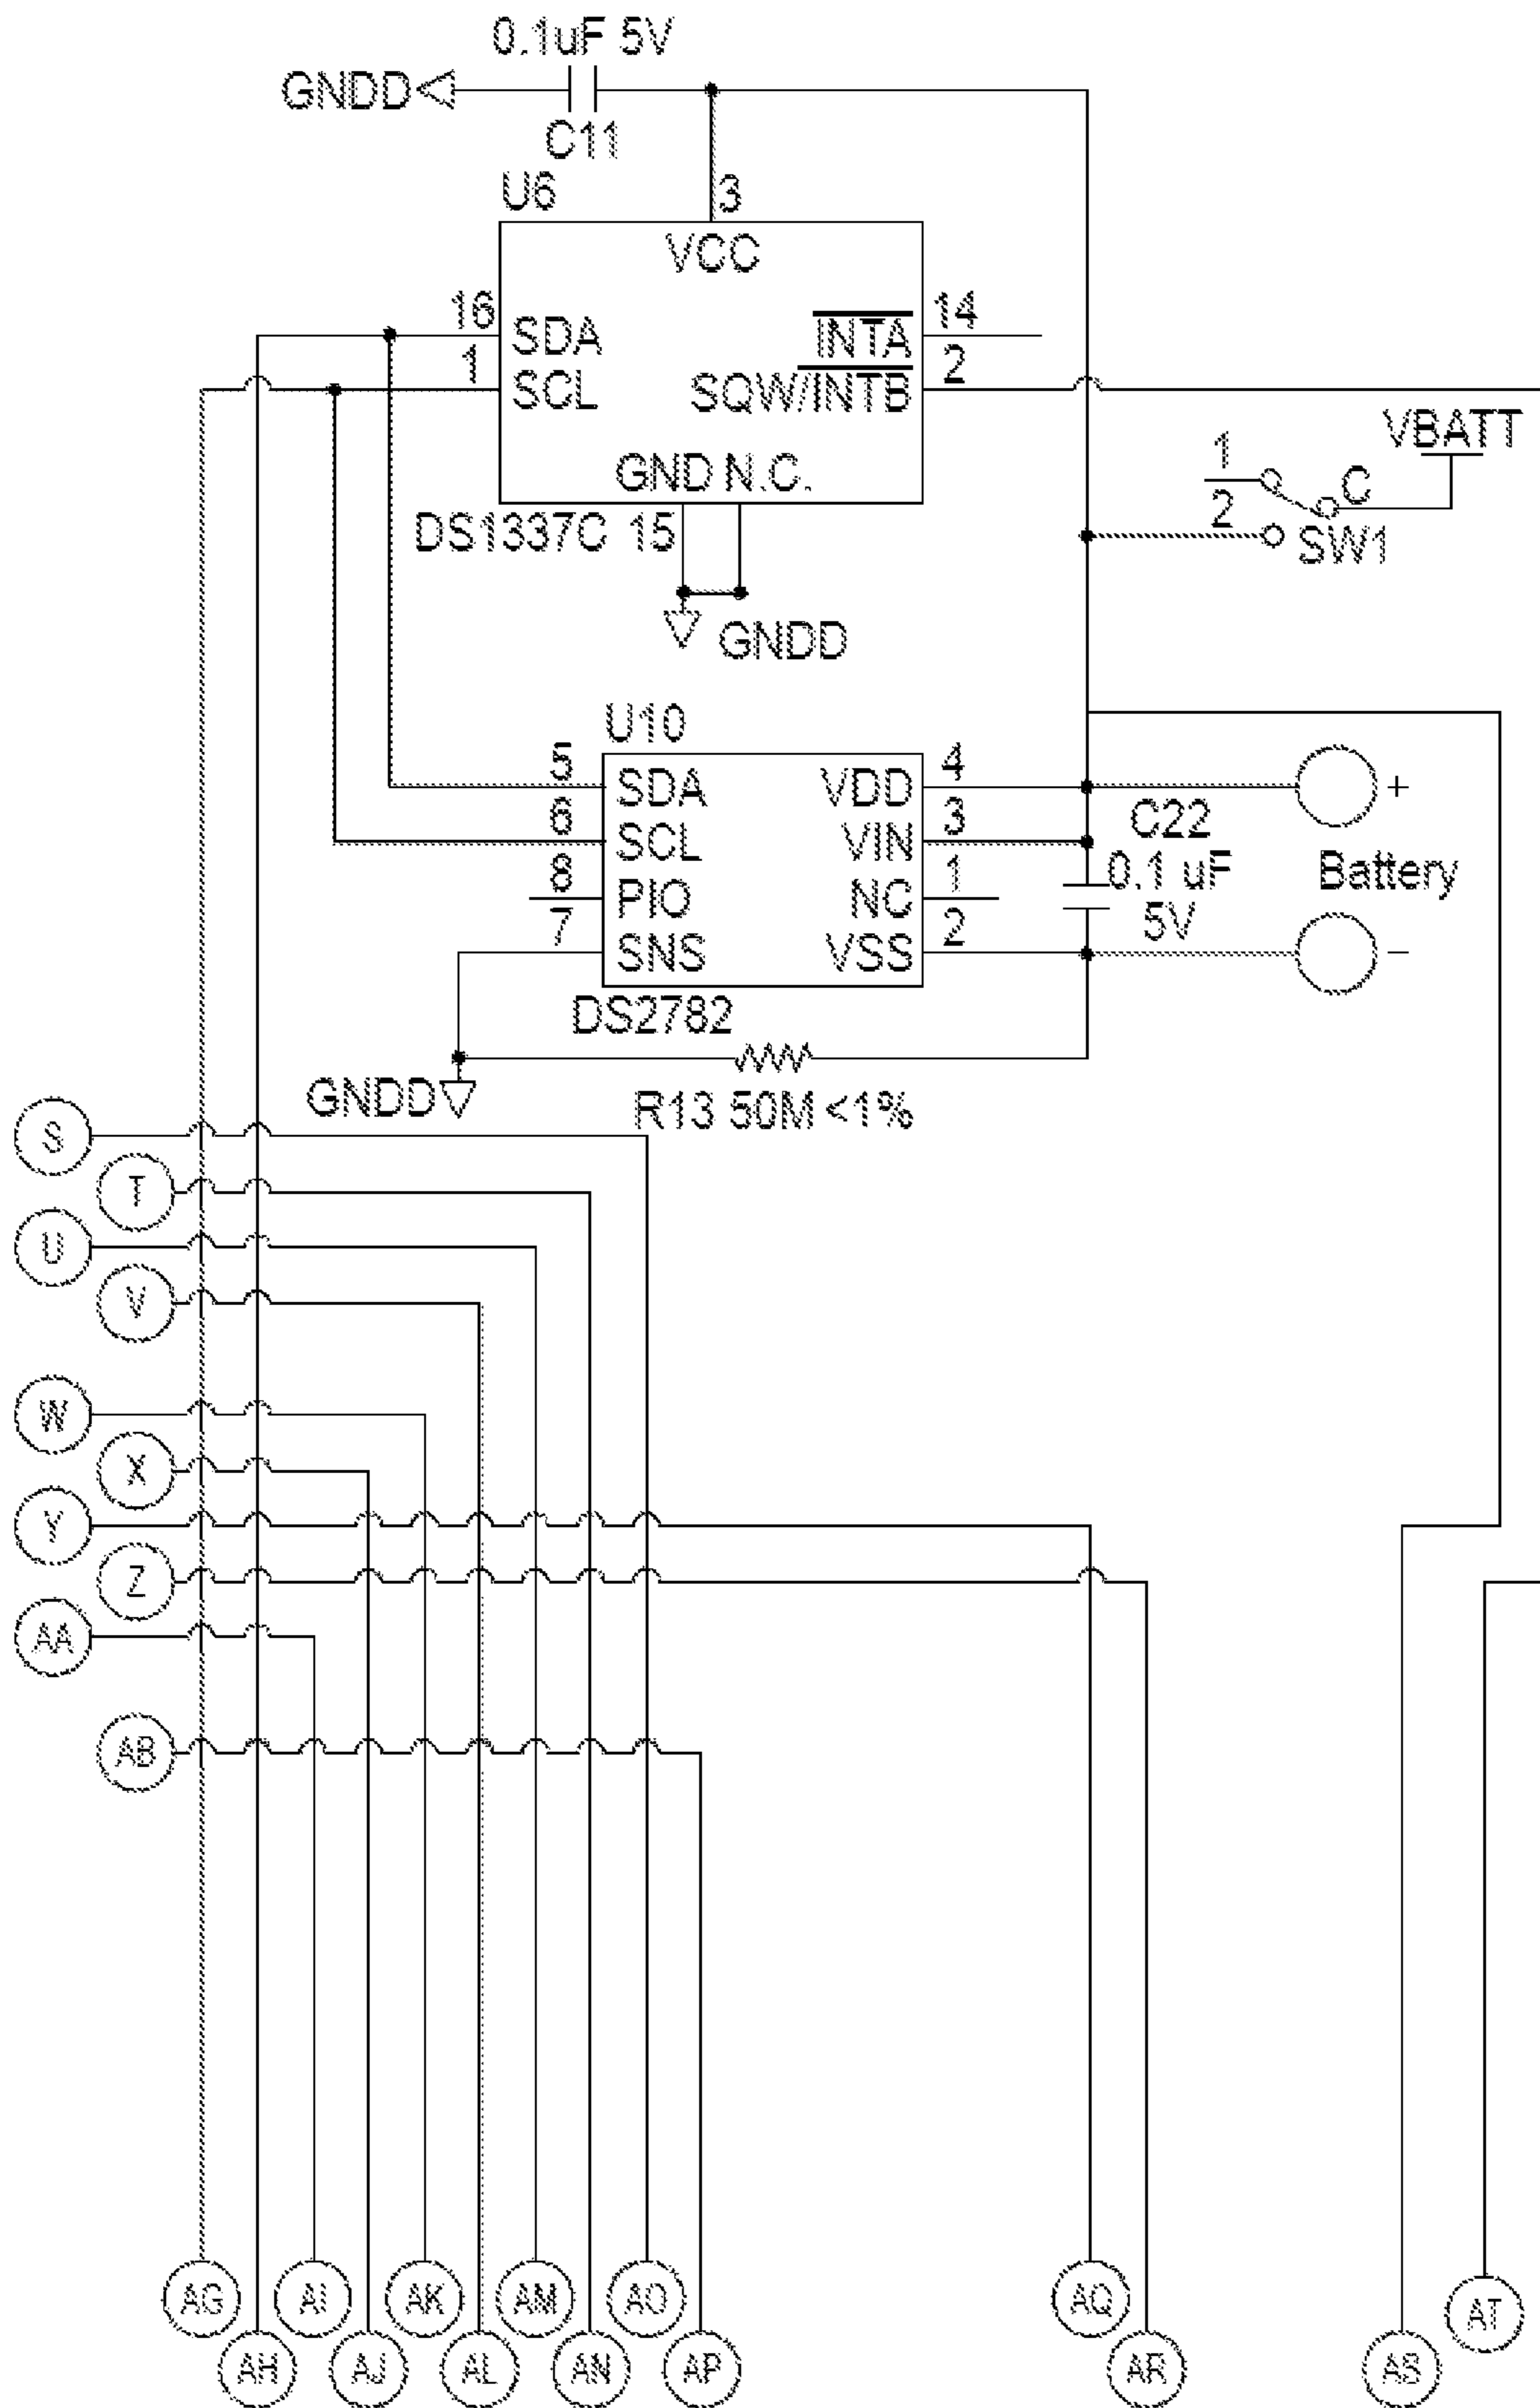 0.1uF 5V
GNDD
C11
U6
3
VCC
16
SDA
INTA
14
1
SCL
SQW/INTB
2
VBATT
1
C
2
SW1
GND N.C.
DS1337C 15
GNDD
U10
5
SDA
VDD
4
+
6
SCL
VIN
3
C22
0.1 uF
5V
Battery
8
PIO
NC
1
7
SNS
VSS
2
–
DS2782
GNDD
R13 50M <1%
S
T
U
V
W
X
Y
Z
AA
AB
AG
AI
AK
AM
AO
AQ
AT
AH
AJ
AL
AN
AP
AR
AS